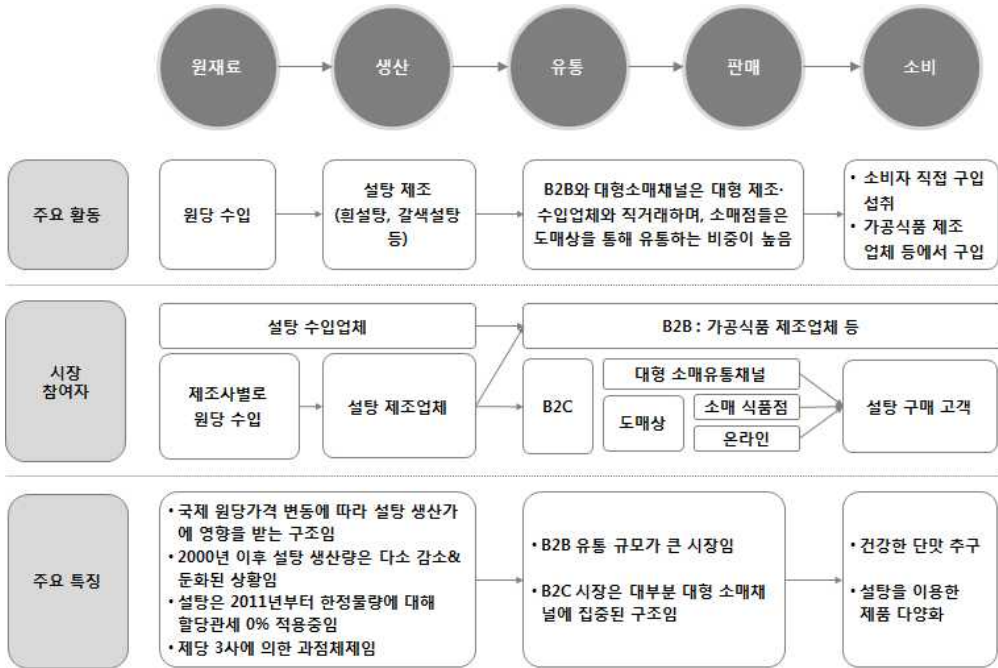 원재료
생산
유통
판매
소비
주요 활동
원당 수입
설탕 제조
(흰설탕, 갈색설탕
등)
B2B와 대형소매채널은 대형 제조·
수입업체와 직거래하며, 소매점들은
도매상을 통해 유통하는 비중이 높음
• 소비자 직접 구입
섭취
• 가공식품 제조
업체 등에서 구입
시장
참여자
설탕 수입업체
B2B : 가공식품 제조업체 등
제조사별로
원당 수입
설탕 제조업체
B2C
대형 소매유통채널
도매상
소매 식품점
온라인
설탕 구매 고객
주요 특징
• 국제 원당가격 변동에 따라 설탕 생산가
에 영향을 받는 구조임
• 2000년 이후 설탕 생산량은 다소 감소&
둔화된 상황임
• 설탕은 2011년부터 한정물량에 대해
할당관세 0% 적용중임
• 제당 3사에 의한 과점체제임
• B2B 유통 규모가 큰 시장임
• B2C 시장은 대부분 대형 소매채
널에 집중된 구조임
• 건강한 단맛 추구
• 설탕을 이용한
제품 다양화